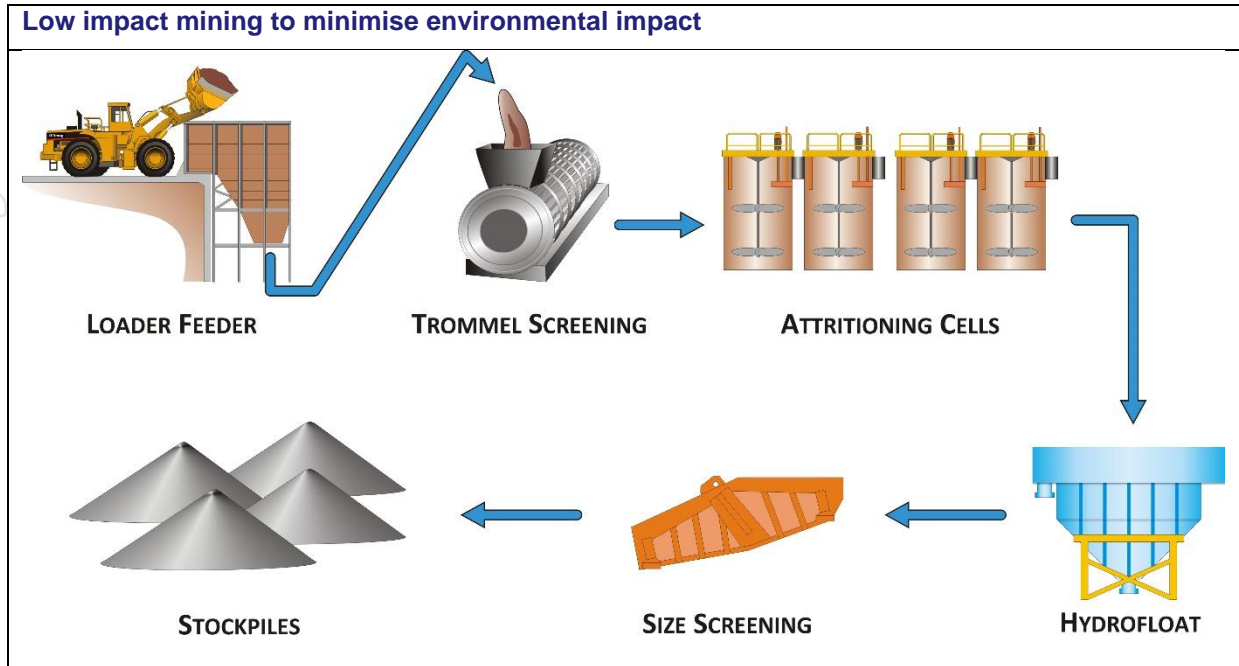 Low impact mining to minimise environmental impact
LOADER FEEDER
TROMMEL SCREENING
ATTRITIONING CELLS
STOCKPILES
SIZE SCREENING
HYDROFLOAT